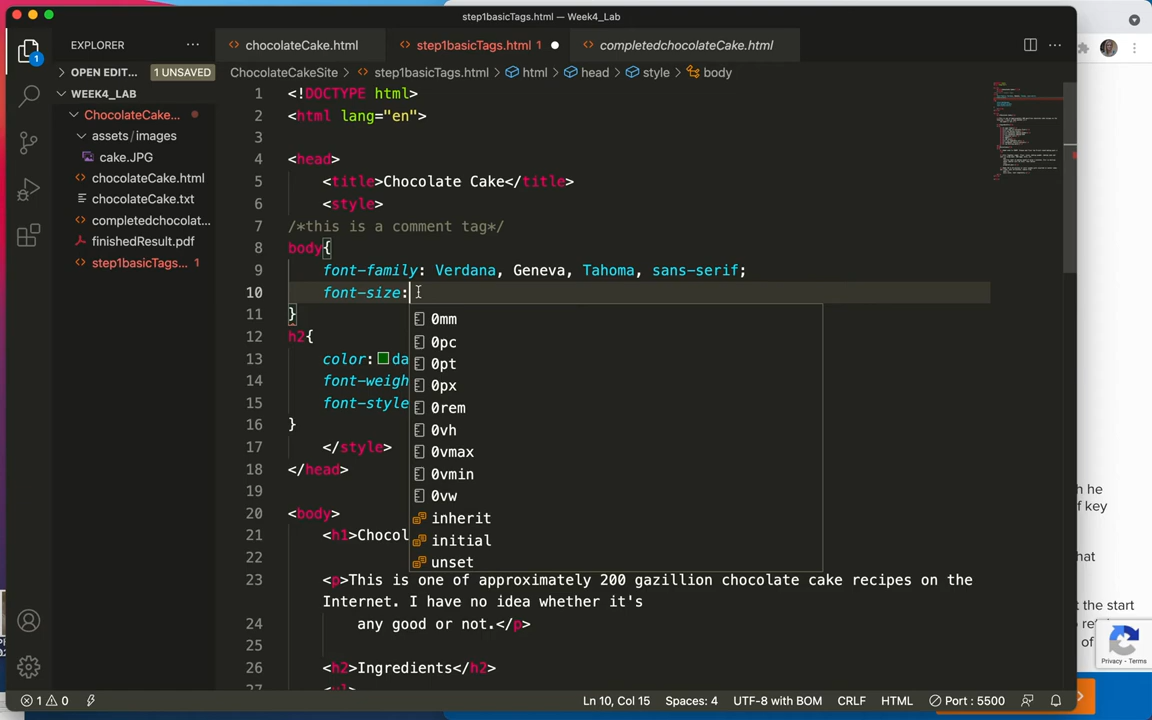 step1basicTags.html — Week4_Lab
EXPLORER
chocolateCake.html
step1basicTags.html 1
completedchocolateCake.html
OPEN EDIT...
1 UNSAVED
ChocolateCakeSite > step1basicTags.html > html > head > style > body
WEEK4_LAB
ChocolateCake...
assets/images
cake.JPG
chocolateCake.html
chocolateCake.txt
completedchocolat...
finishedResult.pdf
step1basicTags... 1
1
1 <!DOCTYPE html>
2 <html lang="en">
3
4 <head>
5 <title>Chocolate Cake</title>
6 <style>
7 /*this is a comment tag*/
8 body{
9 font-family: Verdana, Geneva, Tahoma, sans-serif;
10 font-size:
11 }
12 h2{
13 color: da
14 font-weigh
15 font-style
16 }
17 </style>
18 </head>
19
20 <body>
21 <h1>Chocol
22
23 <p>This is one of approximately 200 gazillion chocolate cake recipes on the
Internet. I have no idea whether it's
24 any good or not.</p>
25
26 <h2>Ingredients</h2>
27
0mm
0pc
0pt
0px
0rem
0vh
0vmax
0vmin
0vw
inherit
initial
unset
h he
f key
hat
t the start
of
Privacy - Terms
1 0
Ln 10, Col 15
Spaces: 4
UTF-8 with BOM
CRLF
HTML
Port : 5500